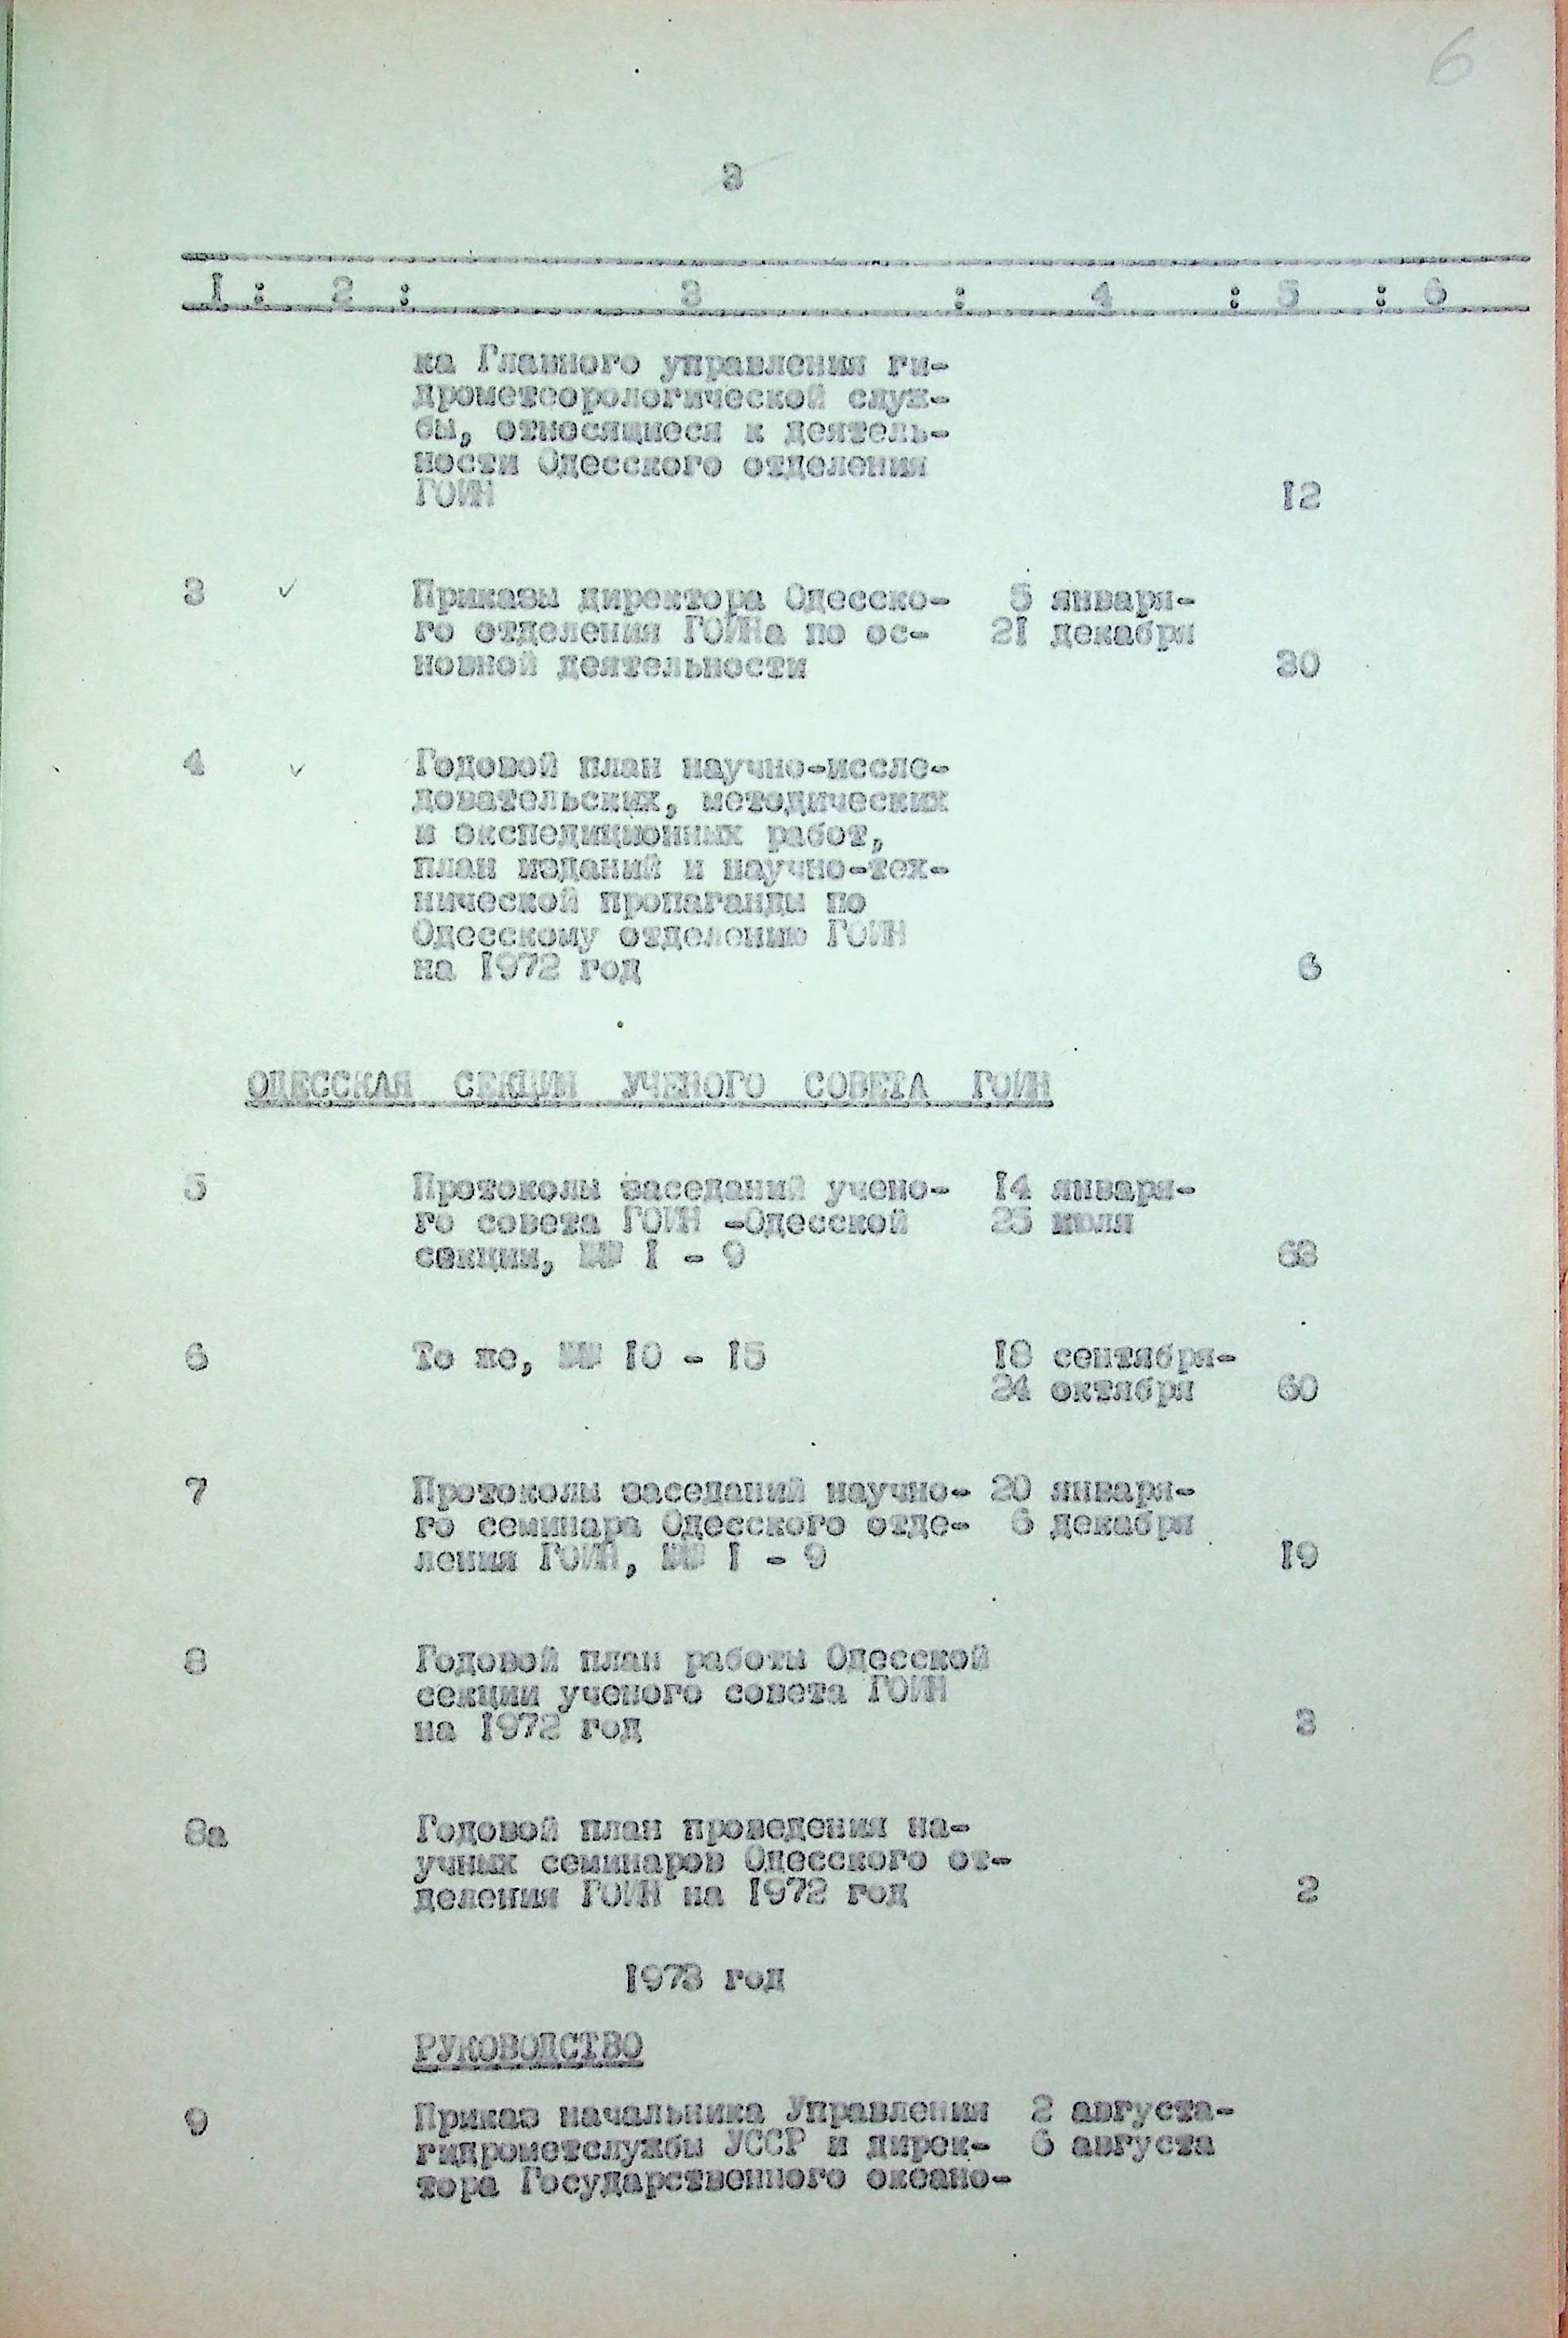 6
3
1 : 2 : 3 : 4 : 5 : 6
ка Главного управления ги-
дрометеорологической служ-
бы, относящиеся к деятель-
ности Одесского отделения
ГОИН 12
3 ✓ Приказы директора Одесско- 5 января-
го отделения ГОИНа по ос- 21 декабря
новной деятельности 30
4 ✓ Годовой план научно-иссле-
довательских, методических
и экспедиционных работ,
план изданий и научно-тех-
нической пропаганды по
Одесскому отделению ГОИН
на 1972 год 6
ОДЕССКАЯ СЕКЦИЯ УЧЕНОГО СОВЕТА ГОИН
5 Протоколы заседаний учено- 14 января-
го совета ГОИН -Одесской 25 июля
секции, №№ 1 - 9 63
6 То же, №№ 10 - 15 18 сентября-
24 октября 60
7 Протоколы заседаний научно- 20 января-
го семинара Одесского отде- 6 декабря
ления ГОИН, №№ 1 - 9 19
8 Годовой план работы Одесской
секции ученого совета ГОИН
на 1972 год 3
8а Годовой план проведения на-
учных семинаров Одесского от-
деления ГОИН на 1972 год 2
1973 год
РУКОВОДСТВО
9 Приказ начальника Управления 2 августа-
гидрометслужбы УССР и дирек- 6 августа
тора Государственного океано-